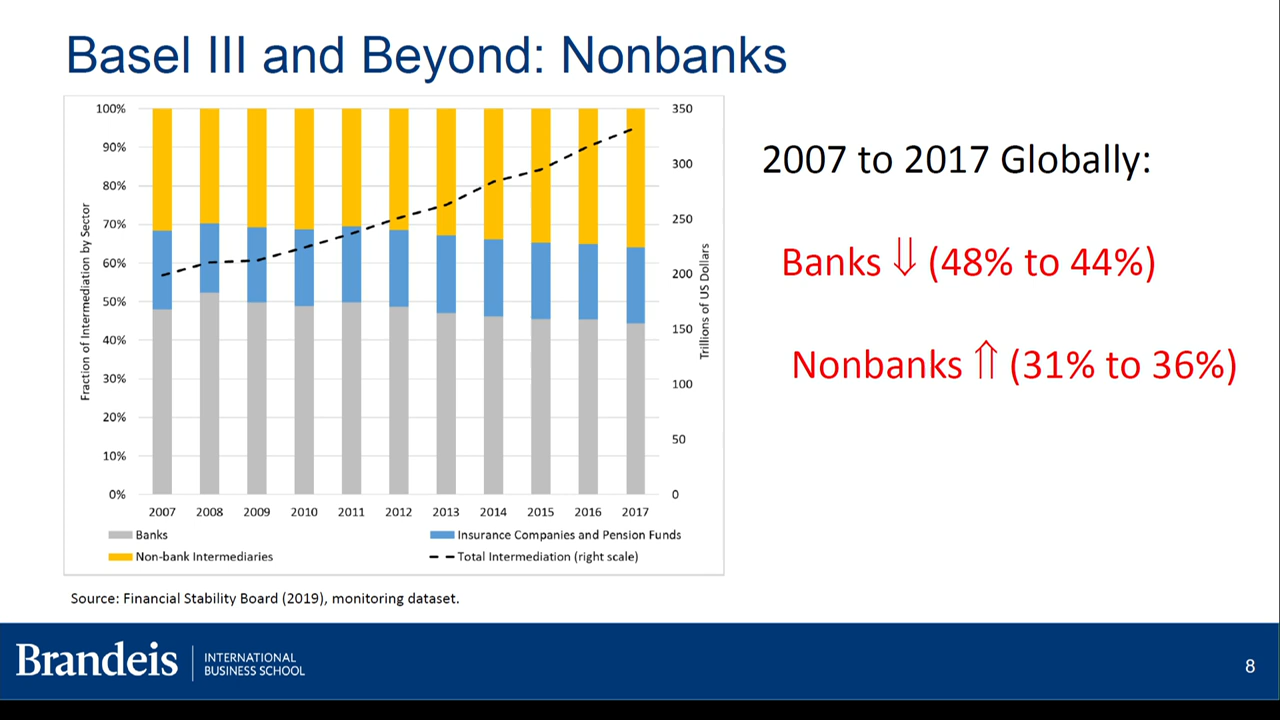 Basel III and Beyond: Nonbanks
100%
90%
80%
70%
60%
50%
40%
30%
20%
10%
0%
Fraction of Intermediation by Sector
350
300
250
200
150
100
50
0
Trillions of US Dollars
2007 2008 2009 2010 2011 2012 2013 2014 2015 2016 2017
Banks
Insurance Companies and Pension Funds
Non-bank Intermediaries
Total Intermediation (right scale)
Source: Financial Stability Board (2019), monitoring dataset.
2007 to 2017 Globally:
Banks ⇓ (48% to 44%)
Nonbanks ⇑ (31% to 36%)
Brandeis
INTERNATIONAL
BUSINESS SCHOOL
8